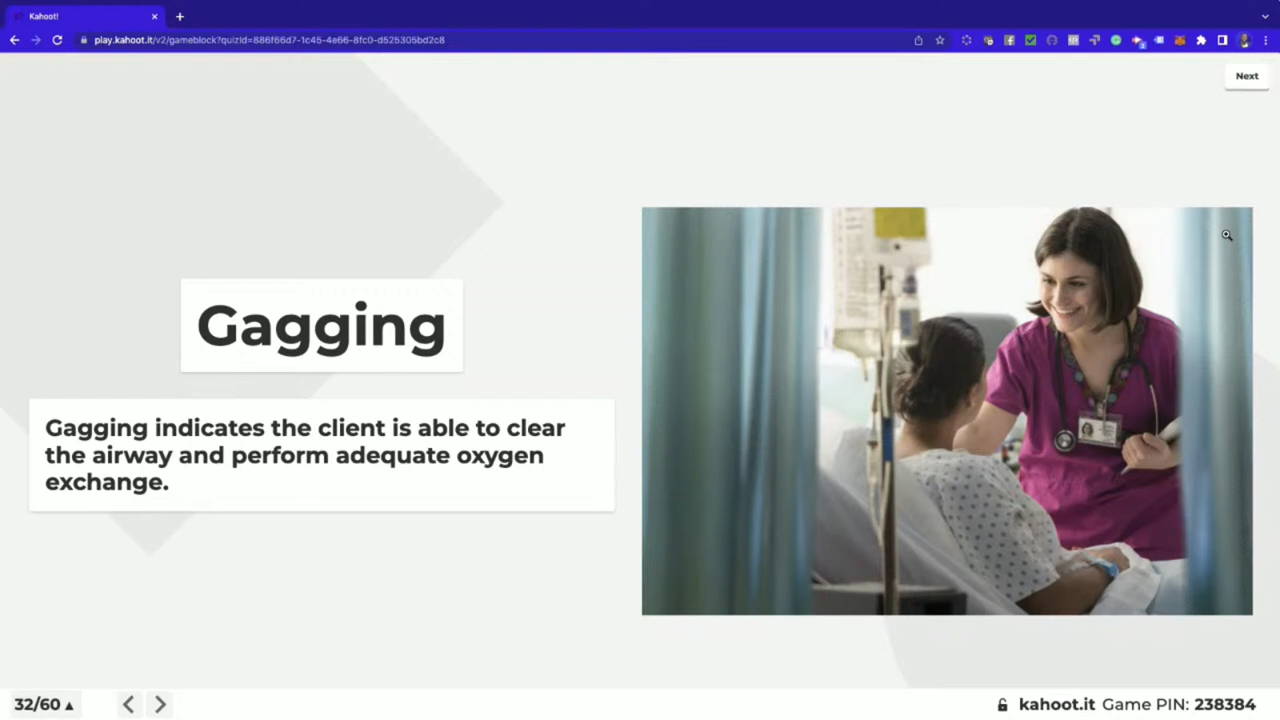 Kahoot!
play.kahoot.it/v2/gameblock?quizId=886f66d7-1c45-4e66-8fc0-d525305bd2c8
Next
Gagging
Gagging indicates the client is able to clear
the airway and perform adequate oxygen
exchange.
32/60
kahoot.it Game PIN: 238384